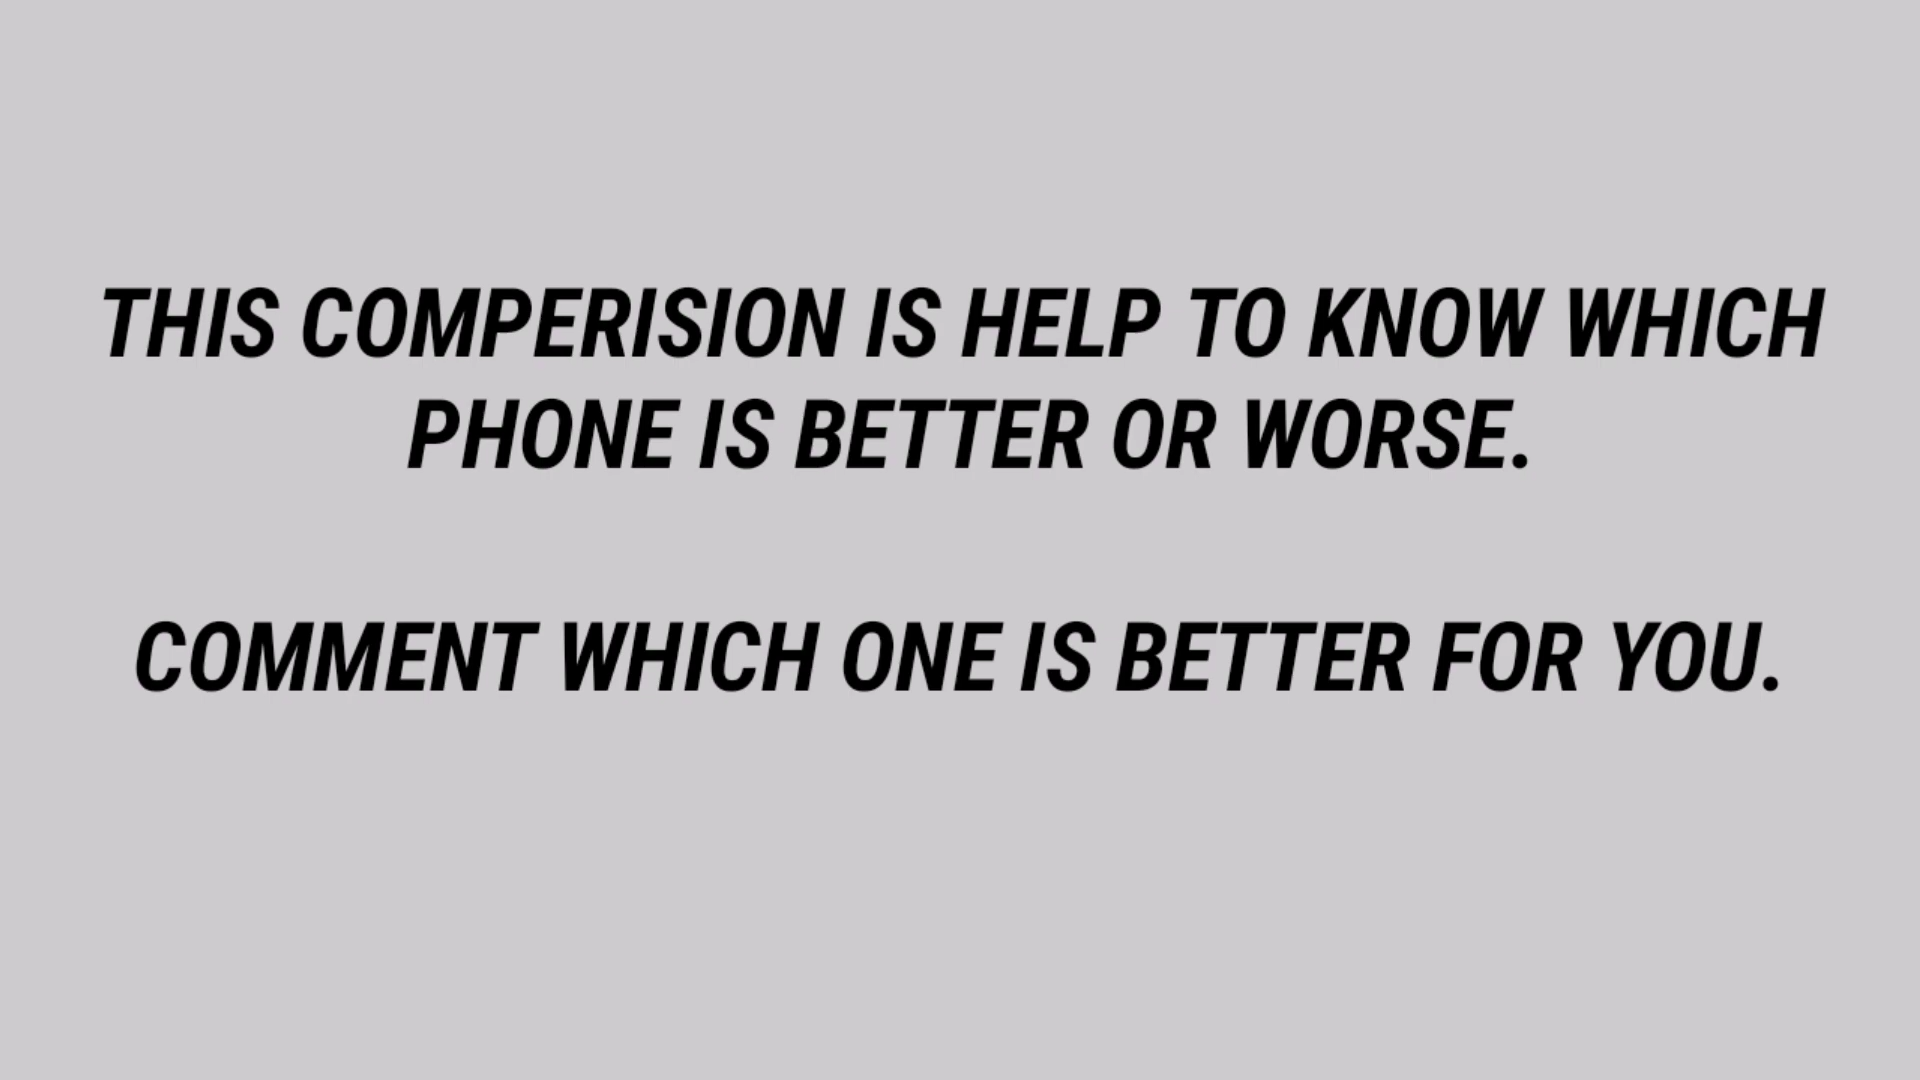 THIS COMPERISION IS HELP TO KNOW WHICH
PHONE IS BETTER OR WORSE.
COMMENT WHICH ONE IS BETTER FOR YOU.